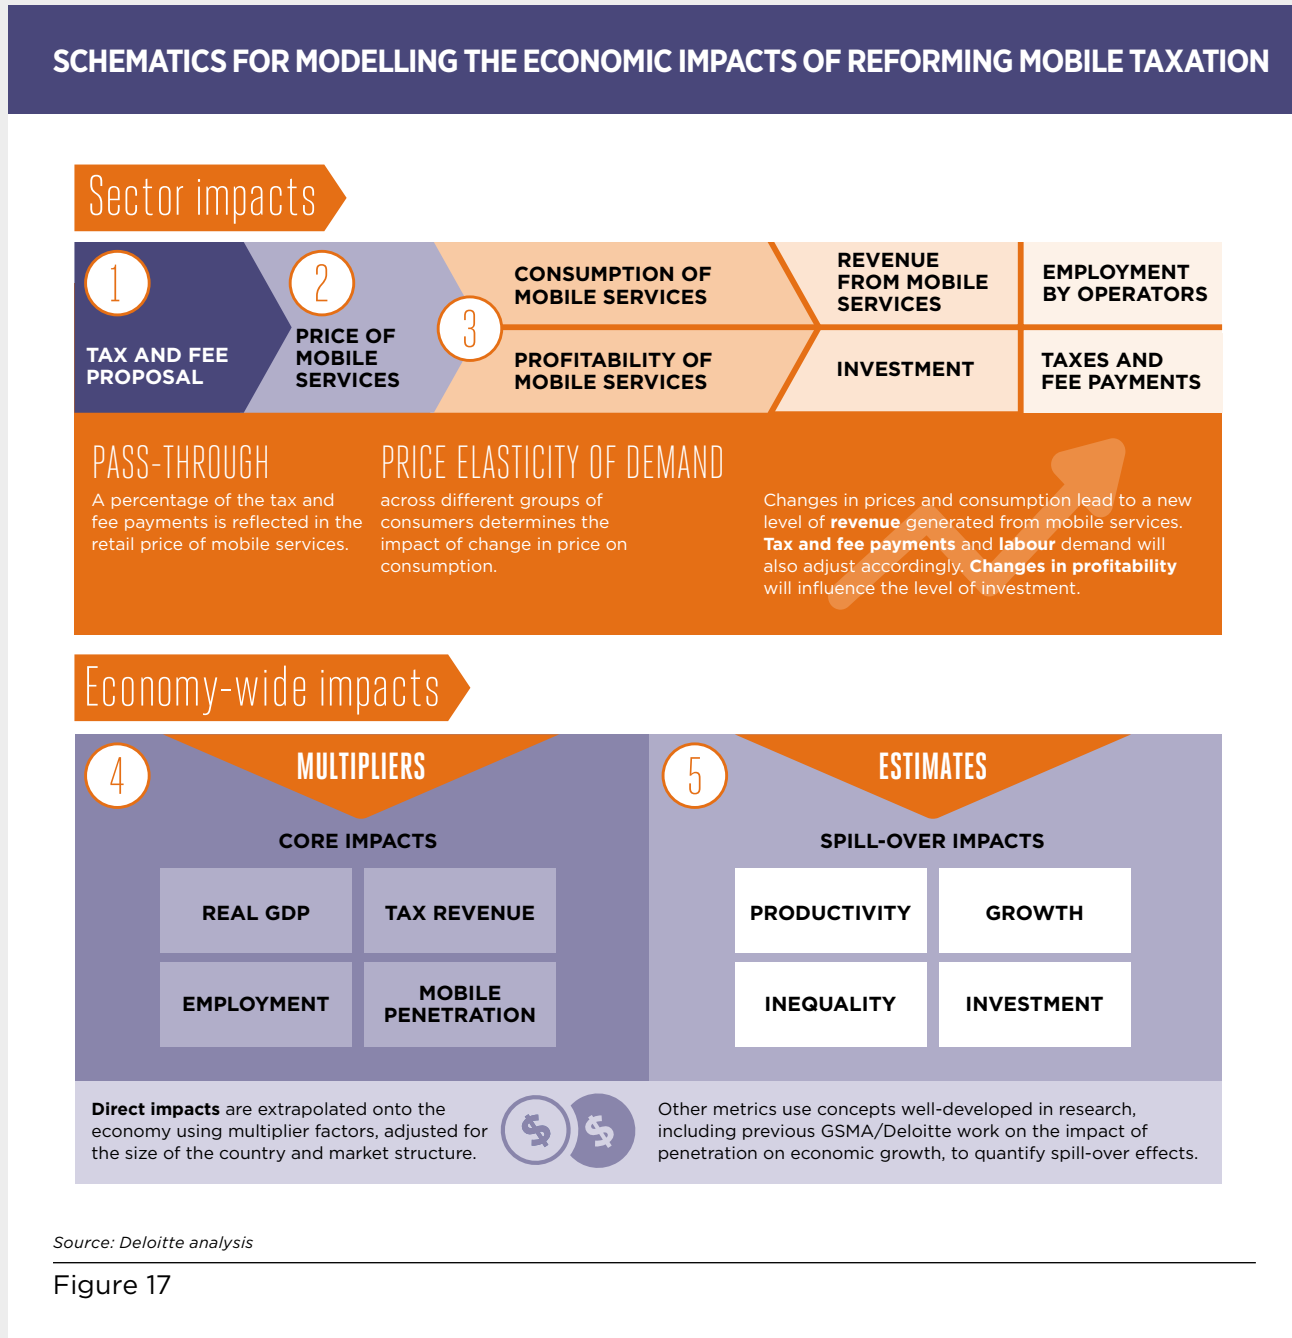 SCHEMATICS FOR MODELLING THE ECONOMIC IMPACTS OF REFORMING MOBILE TAXATION
Sector impacts
1
TAX AND FEE
PROPOSAL
2
PRICE OF
MOBILE
SERVICES
3
CONSUMPTION OF
MOBILE SERVICES
PROFITABILITY OF
MOBILE SERVICES
REVENUE
FROM MOBILE
SERVICES
INVESTMENT
EMPLOYMENT
BY OPERATORS
TAXES AND
FEE PAYMENTS
PASS-THROUGH
A percentage of the tax and
fee payments is reflected in the
retail price of mobile services.
PRICE ELASTICITY OF DEMAND
across different groups of
consumers determines the
impact of change in price on
consumption.
Changes in prices and consumption lead to a new
level of revenue generated from mobile services.
Tax and fee payments and labour demand will
also adjust accordingly. Changes in profitability
will influence the level of investment.
Economy-wide impacts
4
MULTIPLIERS
CORE IMPACTS
REAL GDP
TAX REVENUE
EMPLOYMENT
MOBILE
PENETRATION
Direct impacts are extrapolated onto the
economy using multiplier factors, adjusted for
the size of the country and market structure.
$ $
5
ESTIMATES
SPILL-OVER IMPACTS
PRODUCTIVITY
GROWTH
INEQUALITY
INVESTMENT
Other metrics use concepts well-developed in research,
including previous GSMA/Deloitte work on the impact of
penetration on economic growth, to quantify spill-over effects.
Source: Deloitte analysis
Figure 17